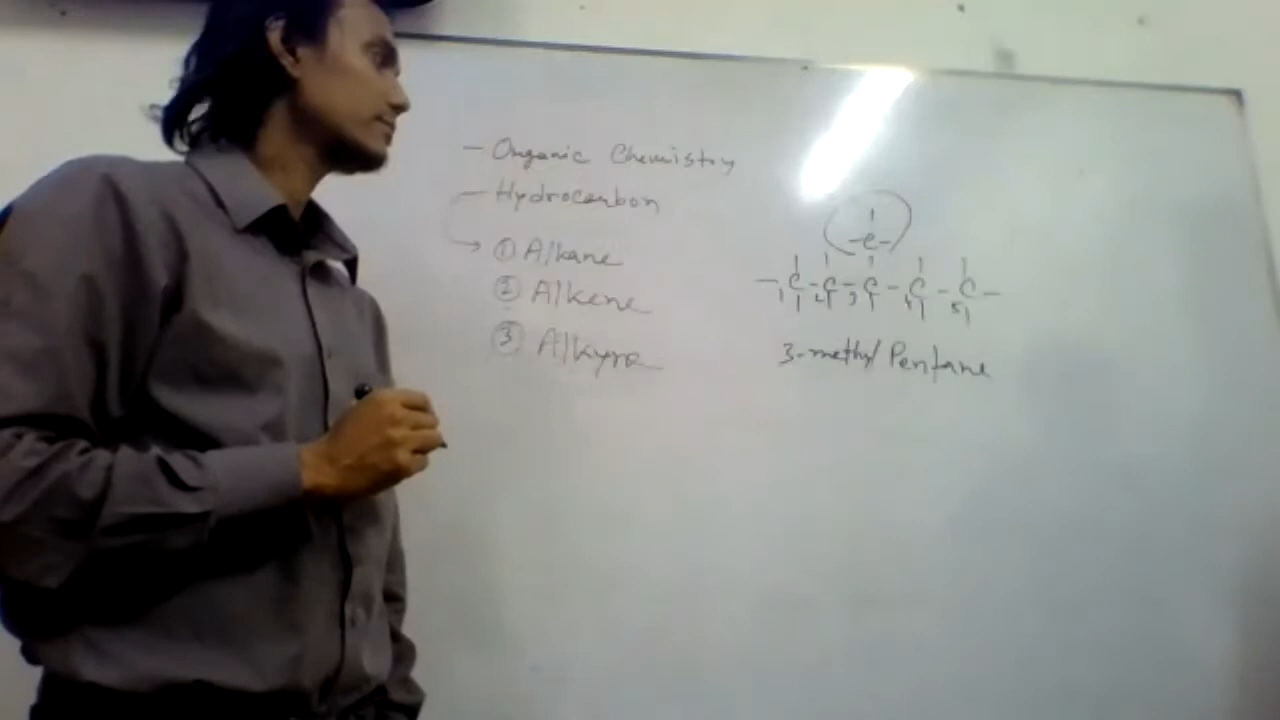 - Organic Chemistry
- Hydrocarbon
→ ① Alkane
② Alkene
③ Alkyne
-C-
-C-C-C-C-C-
1 2 3 4 5
3-methyl Pentane